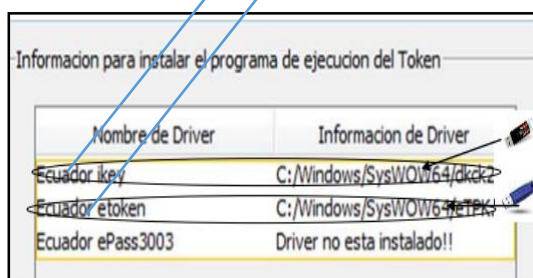 Informacion para instalar el programa de ejecucion del Token
Nombre de Driver Informacion de Driver
Ecuador ikey C:/Windows/SysWOW64/dkck2
Ecuador etoken C:/Windows/SysWOW64/eTPK
Ecuador ePass3003 Driver no esta instalado!!